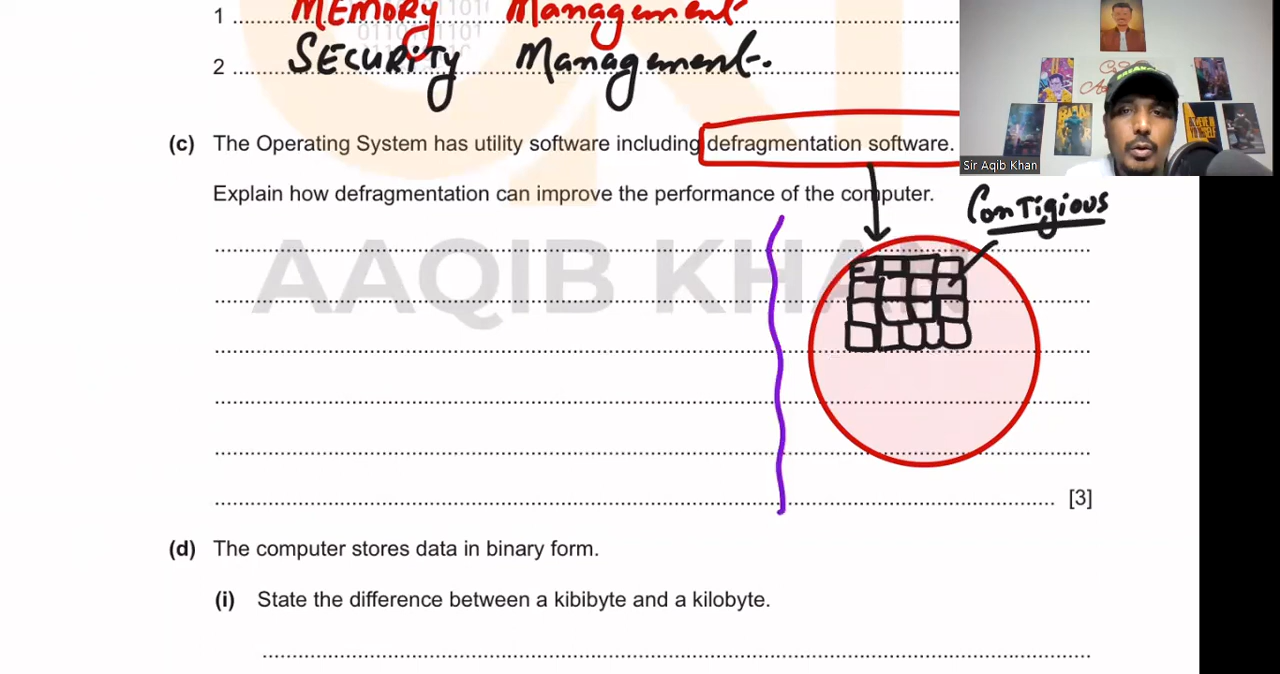 1 MEMORY Management
2 SECURITY Management.
(c) The Operating System has utility software including defragmentation software.
Sir Aqib Khan
Explain how defragmentation can improve the performance of the computer.
Contigious
AAQIB KHAN
[3]
(d) The computer stores data in binary form.
(i) State the difference between a kibibyte and a kilobyte.